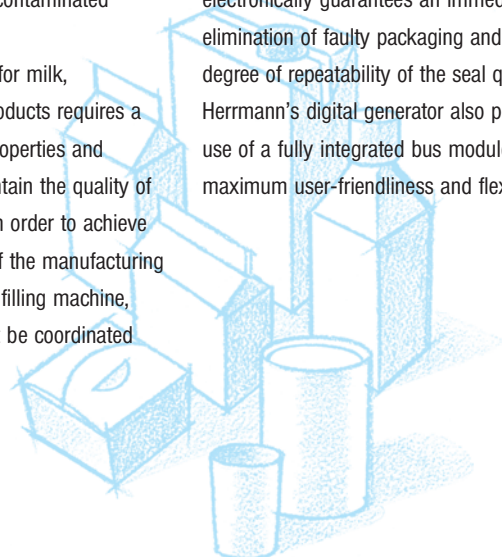 contaminated
for milk,
oducts requires a
operties and
ntain the quality of
n order to achieve
f the manufacturing
filling machine,
t be coordinated
electronically guarantees an immed
elimination of faulty packaging and
degree of repeatability of the seal q
Herrmann’s digital generator also p
use of a fully integrated bus module
maximum user-friendliness and flex